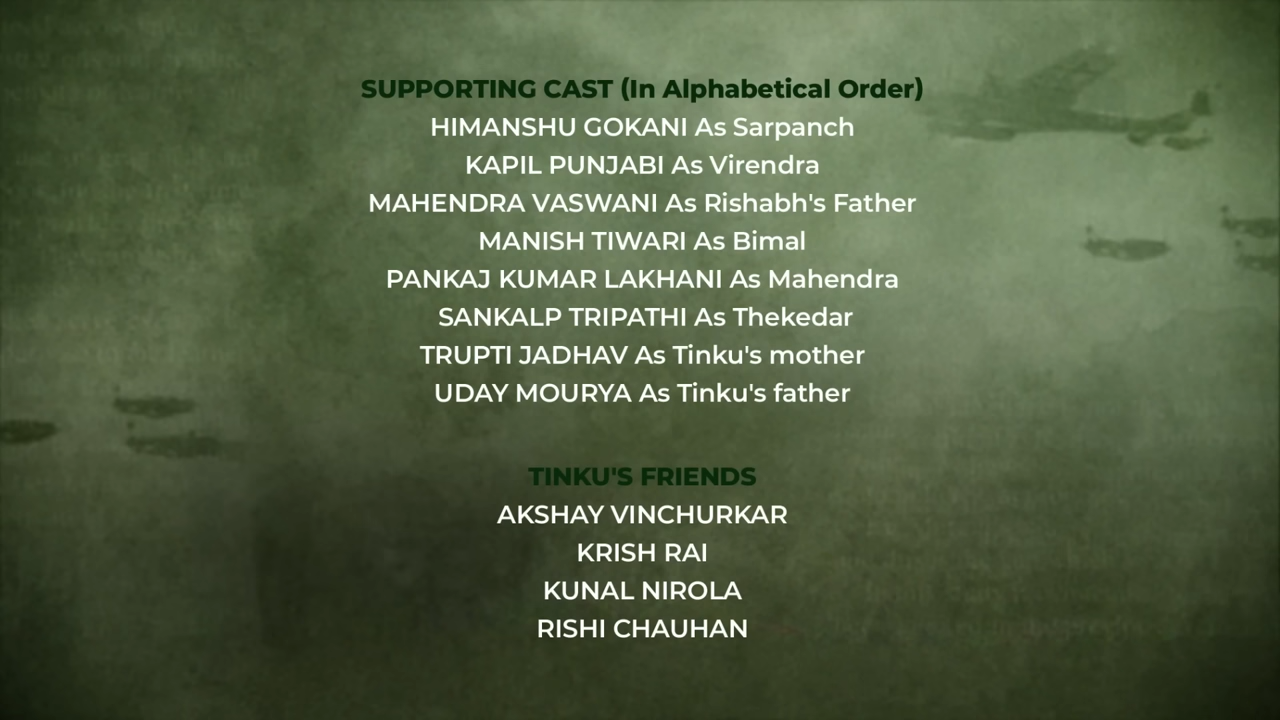 SUPPORTING CAST (In Alphabetical Order)
HIMANSHU GOKANI As Sarpanch
KAPIL PUNJABI As Virendra
MAHENDRA VASWANI As Rishabh's Father
MANISH TIWARI As Bimal
PANKAJ KUMAR LAKHANI As Mahendra
SANKALP TRIPATHI As Thekedar
TRUPTI JADHAV As Tinku's mother
UDAY MOURYA As Tinku's father
TINKU'S FRIENDS
AKSHAY VINCHURKAR
KRISH RAI
KUNAL NIROLA
RISHI CHAUHAN